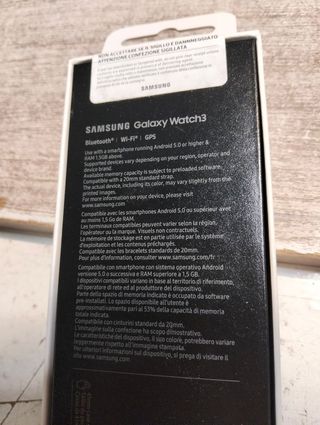 NON ACCETTARE SE IL SIGILLO È DANNEGGIATO
ATTENZIONE CONFEZIONE SIGILLATA
SAMSUNG
SAMSUNG Galaxy Watch3
Bluetooth® | Wi-Fi® | GPS
Use with a smartphone running Android 5.0 or higher &
RAM 1.5GB above.
Supported devices may vary depending on your region, operator and
device brand.
Available memory capacity is subject to preloaded software.
Compatible with a 20mm standard strap.
The actual device, including its color, may vary slightly from the
printed images.
For more information on your device, please visit
www.samsung.com.
Compatible avec les smartphones Android 5.0 ou supérieur avec
au moins 1,5 Go de RAM.
Les terminaux compatibles peuvent varier selon la région,
l'opérateur ou la marque. Visuels non contractuels.
La mémoire de stockage est en partie utilisée par le système
d'exploitation et les contenus préchargés.
Compatible avec les bracelets standards de 20mm.
Pour plus d'information, consulter www.samsung.com/fr
Compatibile con smartphone con sistema operativo Android
versione 5.0 o successiva e RAM superiore a 1,5 GB.
I dispositivi compatibili variano in base al territorio di riferimento,
all'operatore di rete ed al produttore del dispositivo.
Parte dello spazio di memoria indicato è occupato da software
pre-installati. Lo spazio disponibile all'utente è
approssimativamente pari al 53% della capacità di memoria
totale indicata.
Compatibile con cinturini standard da 20mm.
L'immagine sulla confezione ha scopo dimostrativo.
Le caratteristiche del dispositivo, il suo colore, possono variare
leggermente rispetto all'immagine stampata.
Per ulteriori informazioni sul dispositivo, si prega di visitare il
sito www.samsung.com